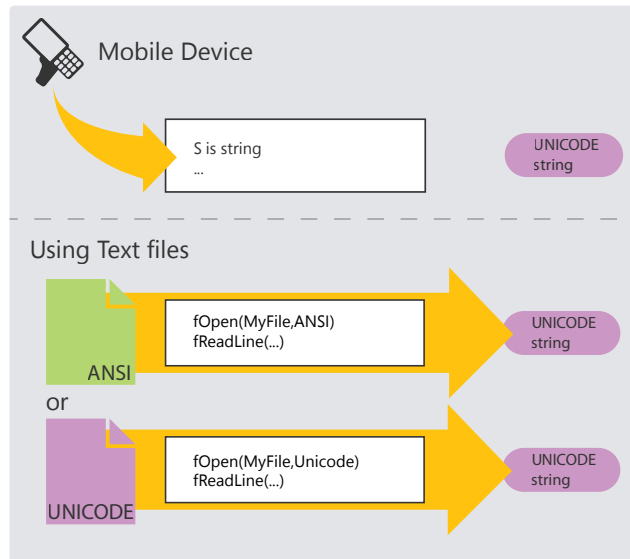 Mobile Device
S is string
...
UNICODE
string
Using Text files
ANSI
fOpen(MyFile,ANSI)
fReadLine(...)
UNICODE
string
or
UNICODE
fOpen(MyFile,Unicode)
fReadLine(...)
UNICODE
string